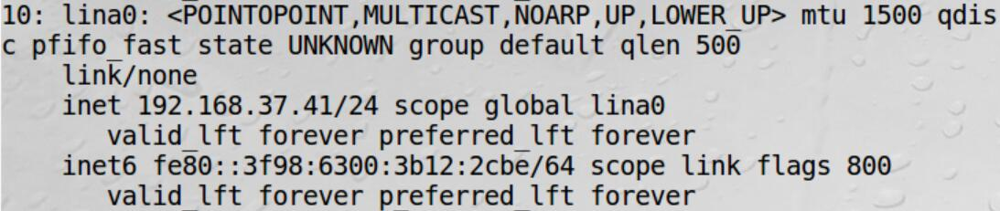 10: lina0: <POINTOPOINT,MULTICAST,NOARP,UP,LOWER_UP> mtu 1500 qdis
c pfifo_fast state UNKNOWN group default qlen 500
    link/none
    inet 192.168.37.41/24 scope global lina0
       valid_lft forever preferred_lft forever
    inet6 fe80::3f98:6300:3b12:2cbe/64 scope link flags 800
       valid_lft forever preferred_lft forever